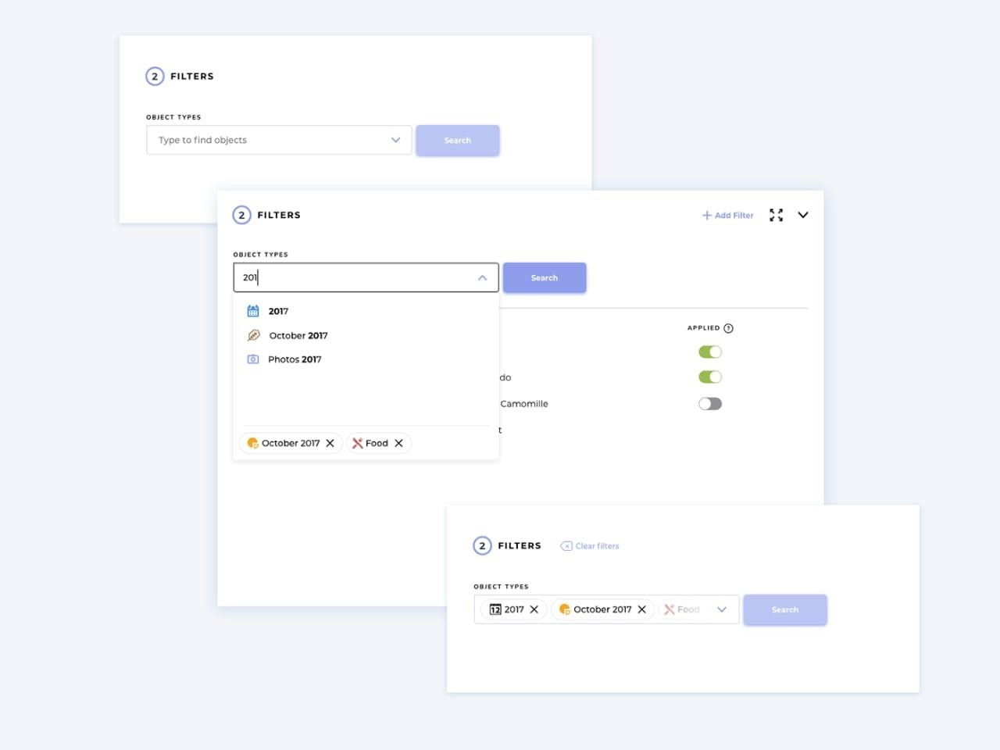 2 FILTERS
OBJECT TYPES
Type to find objects
Search
2 FILTERS
Add Filter
OBJECT TYPES
201
Search
2017
October 2017
Photos 2017
October 2017
Food
APPLIED ?
do
Camomille
t
2 FILTERS
Clear filters
OBJECT TYPES
12 2017
October 2017
Food
Search